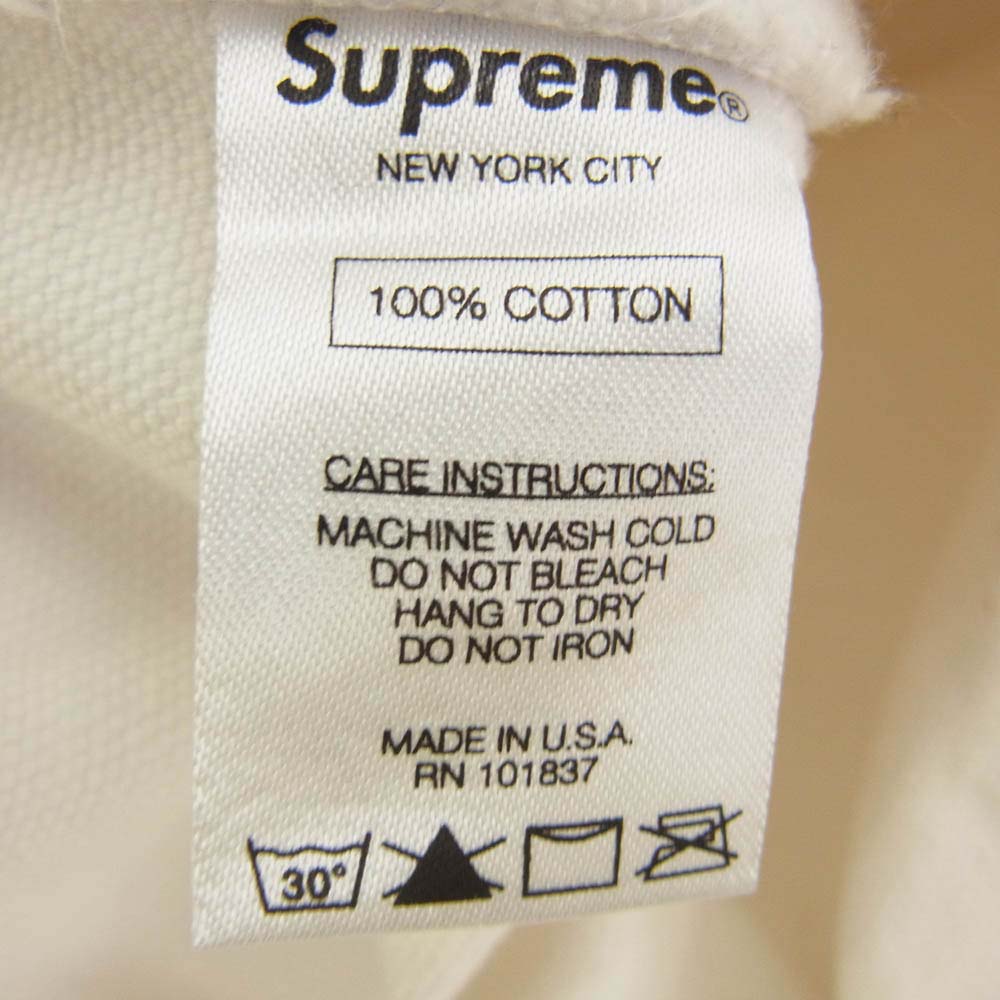 Supreme®
NEW YORK CITY
100% COTTON
CARE INSTRUCTIONS:
MACHINE WASH COLD
DO NOT BLEACH
HANG TO DRY
DO NOT IRON
MADE IN U.S.A.
RN 101837
30°